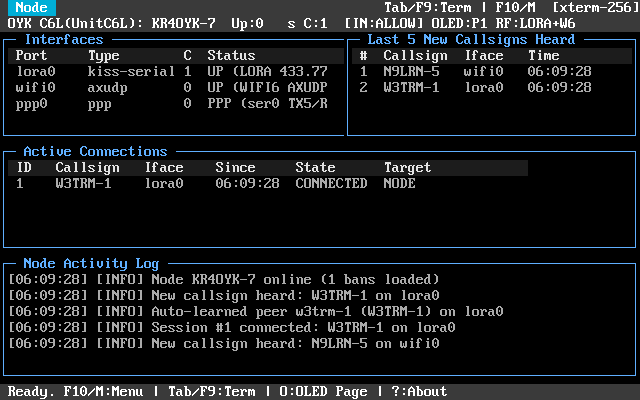 Node Tab/F9:Term | F10/M [xterm-256]
OYK C6L(UnitC6L): KR4OYK-7 Up:0 s C:1 [IN:ALLOW] OLED:P1 RF:LORA+W6
Interfaces
Port Type C Status
lora0 kiss-serial 1 UP (LORA 433.77
wifi0 axudp 0 UP (WIFI6 AXUDP
ppp0 ppp 0 PPP (ser0 TX5/R
Last 5 New Callsigns Heard
# Callsign Iface Time
1 N9LRN-5 wifi0 06:09:28
2 W3TRM-1 lora0 06:09:28
Active Connections
ID Callsign Iface Since State Target
1 W3TRM-1 lora0 06:09:28 CONNECTED NODE
Node Activity Log
[06:09:28] [INFO] Node KR4OYK-7 online (1 bans loaded)
[06:09:28] [INFO] New callsign heard: W3TRM-1 on lora0
[06:09:28] [INFO] Auto-learned peer w3trm-1 (W3TRM-1) on lora0
[06:09:28] [INFO] Session #1 connected: W3TRM-1 on lora0
[06:09:28] [INFO] New callsign heard: N9LRN-5 on wifi0
Ready. F10/M:Menu | Tab/F9:Term | O:OLED Page | ?:About